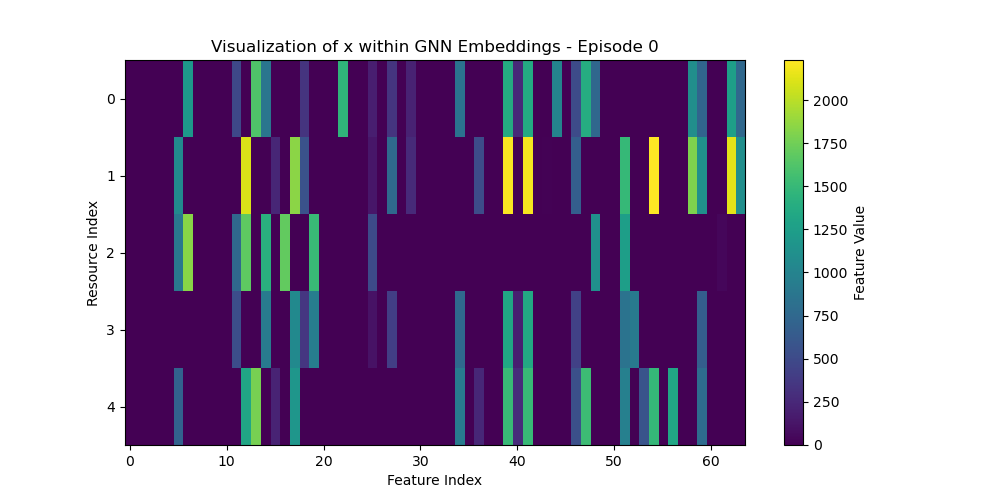 Visualization of x within GNN Embeddings - Episode 0
0
1
2
3
4
Resource Index
0 10 20 30 40 50 60
Feature Index
2000
1750
1500
1250
1000
750
500
250
0
Feature Value